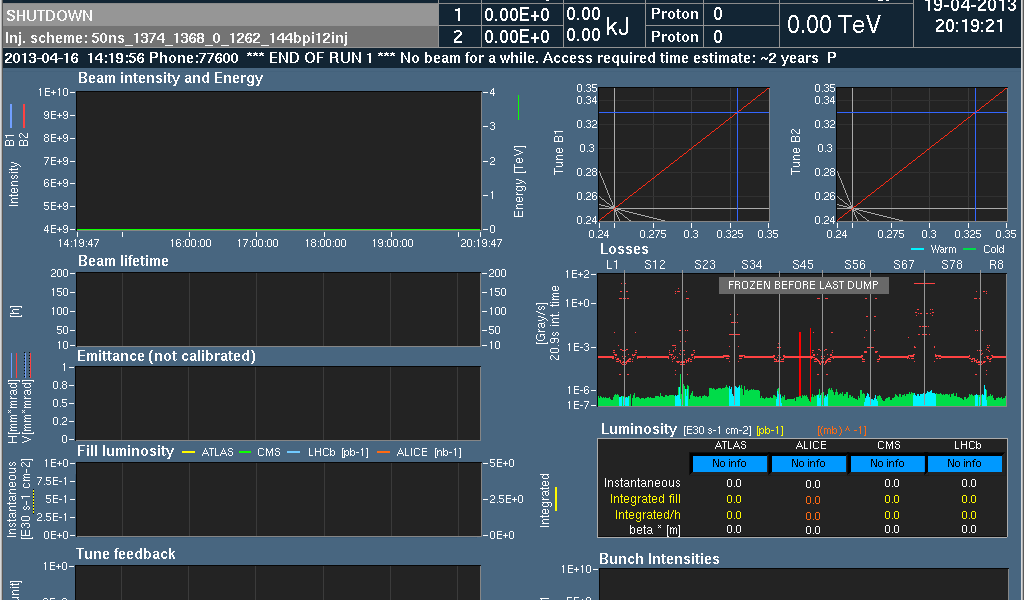 SHUTDOWN
Inj. scheme: 50ns_1374_1368_0_1262_144bpi12inj
1 0.00E+0 0.00 Proton 0
2 0.00E+0 0.00 kJ Proton 0
0.00 TeV
19-04-2013
20:19:21
2013-04-16 14:19:56 Phone:77600 *** END OF RUN 1 *** No beam for a while. Access required time estimate: ~2 years P
Beam intensity and Energy
B1
B2
Intensity
1E+10
9E+9
8E+9
7E+9
6E+9
5E+9
4E+9
4
3
2
1
0
Energy [TeV]
14:19:47 16:00:00 17:00:00 18:00:00 19:00:00 20:19:47
Beam lifetime
[h]
200
150
100
50
10
200
150
100
50
10
Emittance (not calibrated)
H[mm*mrad]
V[mm*mrad]
1
0.8
0.5
0.2
0
Fill luminosity ATLAS CMS LHCb [pb-1] ALICE [nb-1]
Instantaneous
[E30 s-1 cm-2]
1E+0
7.5E-1
5E-1
2.5E-1
0E+0
5E+0
2.5E+0
0E+0
Integrated
Tune feedback
1E+0
Tune B1
0.35
0.34
0.32
0.3
0.28
0.26
0.24
0.24 0.275 0.3 0.325 0.35
Tune B2
0.35
0.34
0.32
0.3
0.28
0.26
0.24
0.24 0.275 0.3 0.325 0.35
Losses
Warm Cold
L1 S12 S23 S34 S45 S56 S67 S78 R8
FROZEN BEFORE LAST DUMP
[Gray/s]
20.9s int. time
1E+2
1E+0
1E-3
1E-6
1E-7
Luminosity [E30 s-1 cm-2] [pb-1] [(mb) ^ -1]
ATLAS ALICE CMS LHCb
No info No info No info No info
Instantaneous 0.0 0.0 0.0 0.0
Integrated fill 0.0 0.0 0.0 0.0
Integrated/h 0.0 0.0 0.0 0.0
beta * [m] 0.0 0.0 0.0 0.0
Bunch Intensities
1E+10